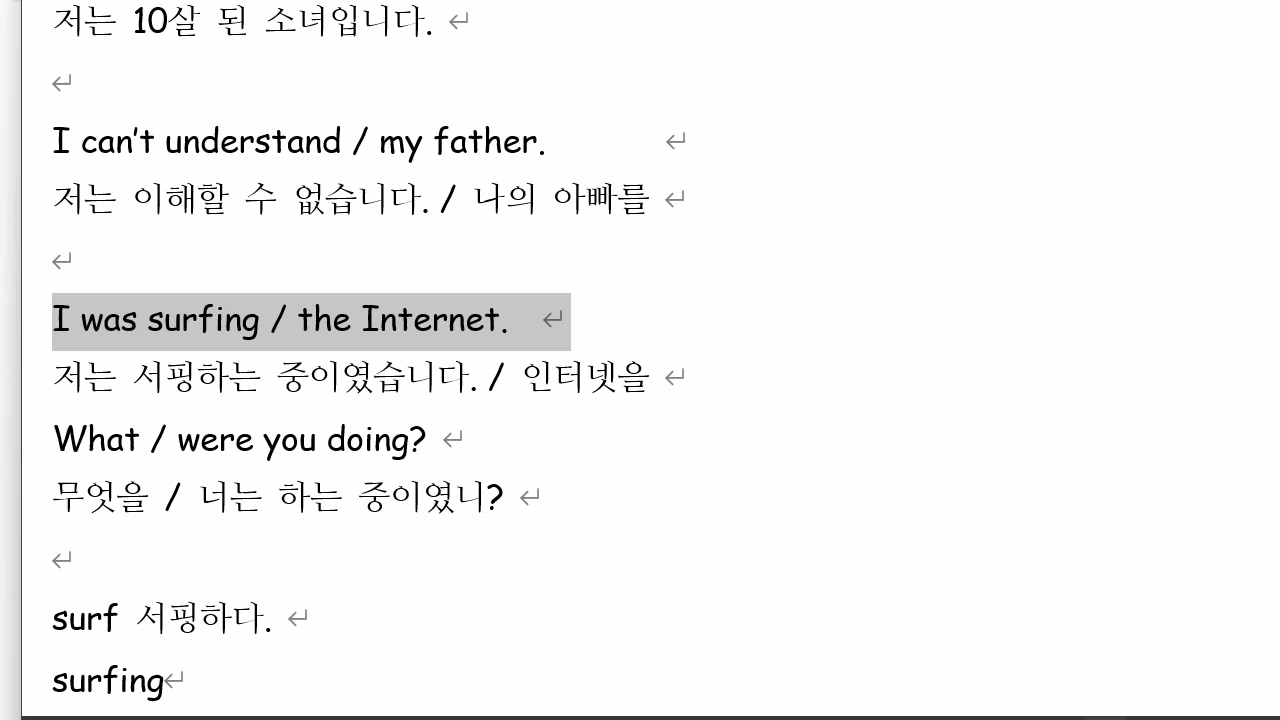 저는 10살 된 소녀입니다.
I can't understand / my father.
저는 이해할 수 없습니다. / 나의 아빠를
I was surfing / the Internet.
저는 서핑하는 중이였습니다. / 인터넷을
What / were you doing?
무엇을 / 너는 하는 중이였니?
surf 서핑하다.
surfing